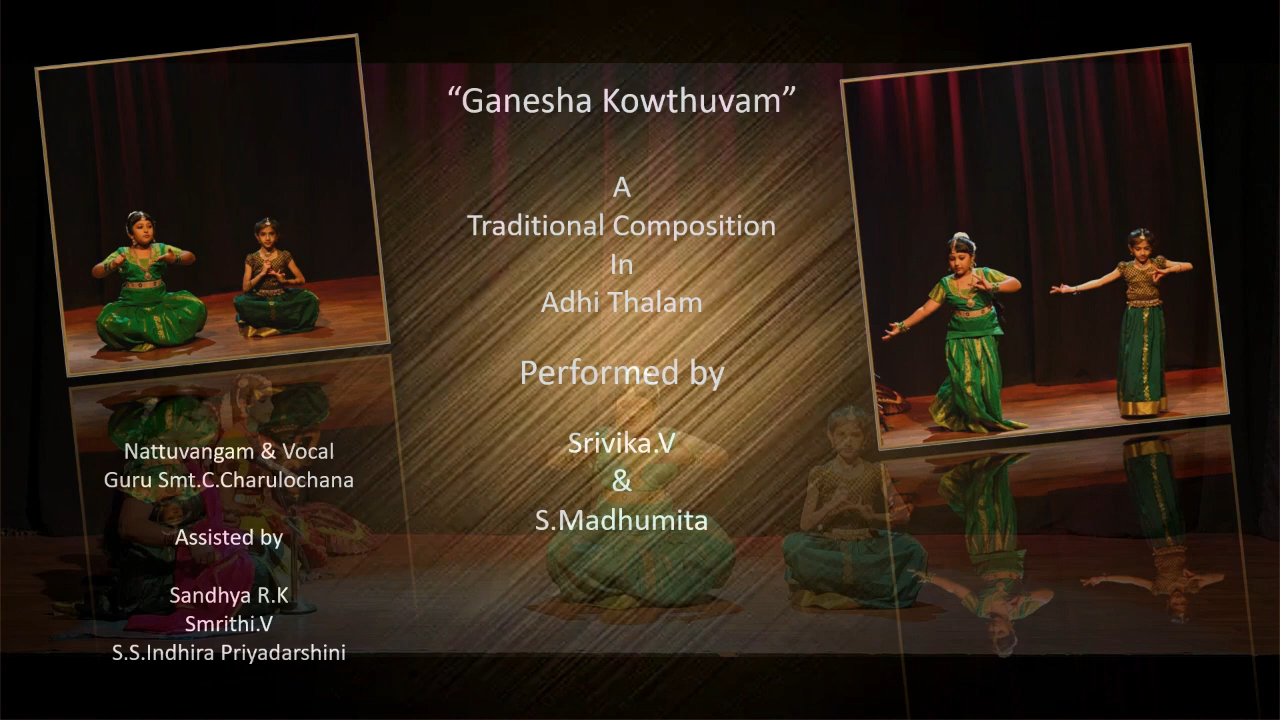 “Ganesha Kowthuvam”
A
Traditional Composition
In
Adhi Thalam
Performed by
Srivika.V
&
S.Madhumita
Nattuvangam & Vocal
Guru Smt.C.Charulochana
Assisted by
Sandhya R.K
Smrithi.V
S.S.Indhira Priyadarshini